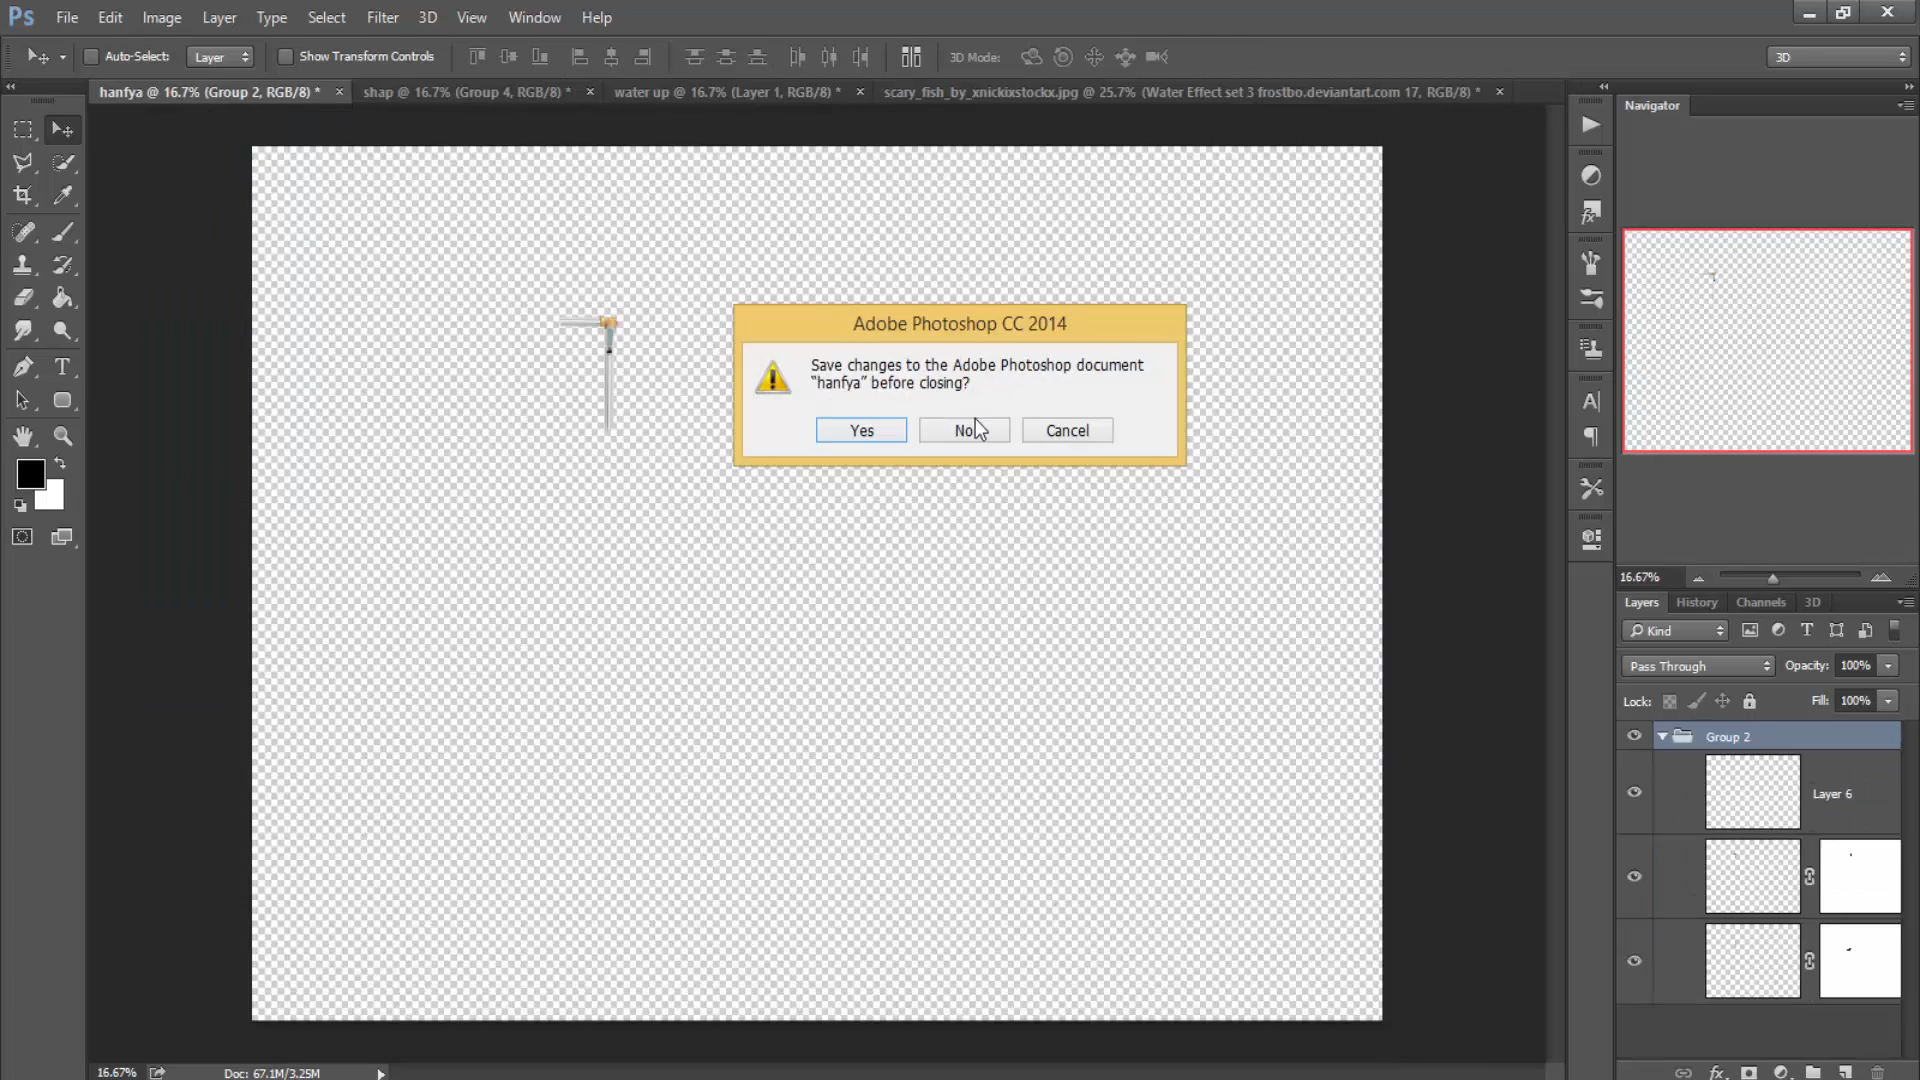 Ps File Edit Image Layer Type Select Filter 3D View Window Help
Auto-Select: Layer Show Transform Controls 3D Mode: 3D
hanfya @ 16.7% (Group 2, RGB/8) * shap @ 16.7% (Group 4, RGB/8) * water up @ 16.7% (Layer 1, RGB/8) * scary_fish_by_xnickixstockx.jpg @ 25.7% (Water Effect set 3 frostbo.deviantart.com 17, RGB/8) *
Navigator
Adobe Photoshop CC 2014
Save changes to the Adobe Photoshop document
“hanfya” before closing?
Yes No Cancel
16.67%
Layers History Channels 3D
Kind
Pass Through Opacity: 100%
Lock: Fill: 100%
Group 2
Layer 6
16.67% Doc: 67.1M/3.25M